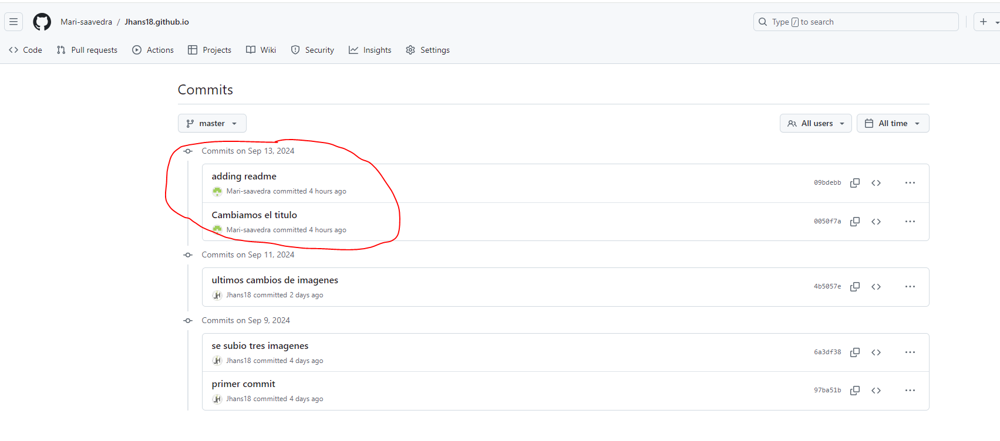 Mari-saavedra / Jhans18.github.io
Type / to search
Code Pull requests Actions Projects Wiki Security Insights Settings
Commits
master All users All time
Commits on Sep 13, 2024
adding readme
Mari-saavedra committed 4 hours ago
09bdebb
Cambiamos el titulo
Mari-saavedra committed 4 hours ago
0050f7a
Commits on Sep 11, 2024
ultimos cambios de imagenes
JH Jhans18 committed 2 days ago
4b5057e
Commits on Sep 9, 2024
se subio tres imagenes
JH Jhans18 committed 4 days ago
6a3df38
primer commit
JH Jhans18 committed 4 days ago
97ba51b